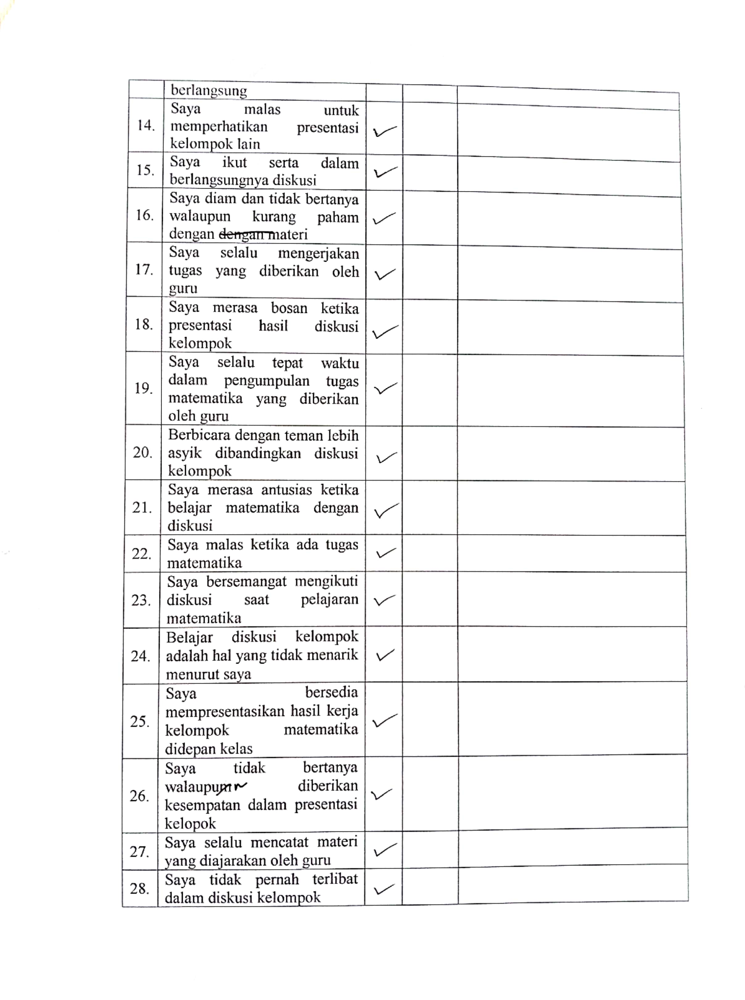 berlangsung
14. Saya malas untuk
memperhatikan presentasi ✓
kelompok lain
15. Saya ikut serta dalam ✓
berlangsungnya diskusi
Saya diam dan tidak bertanya
16. walaupun kurang paham ✓
dengan dengan materi
Saya selalu mengerjakan
17. tugas yang diberikan oleh ✓
guru
Saya merasa bosan ketika
18. presentasi hasil diskusi ✓
kelompok
Saya selalu tepat waktu
dalam pengumpulan tugas
19. matematika yang diberikan ✓
oleh guru
Berbicara dengan teman lebih
20. asyik dibandingkan diskusi ✓
kelompok
Saya merasa antusias ketika
21. belajar matematika dengan ✓
diskusi
22. Saya malas ketika ada tugas ✓
matematika
Saya bersemangat mengikuti
23. diskusi saat pelajaran ✓
matematika
Belajar diskusi kelompok
24. adalah hal yang tidak menarik ✓
menurut saya
Saya bersedia
25. mempresentasikan hasil kerja ✓
kelompok matematika
didepan kelas
Saya tidak bertanya
26. walaupun diberikan ✓
kesempatan dalam presentasi
kelopok
27. Saya selalu mencatat materi ✓
yang diajarakan oleh guru
28. Saya tidak pernah terlibat ✓
dalam diskusi kelompok